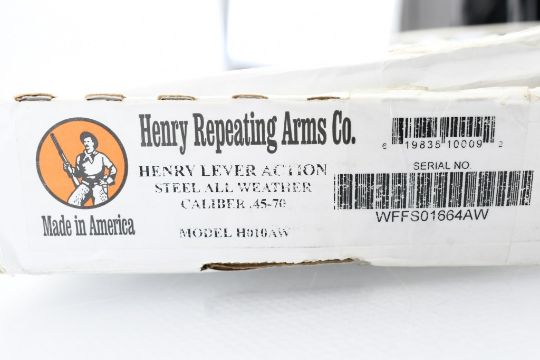 Henry Repeating Arms Co.
HENRY LEVER ACTION
STEEL ALL WEATHER
CALIBER .45-70
MODEL H010AW
Made in America
6 19835 10009 2
SERIAL NO.
WFFS01664AW